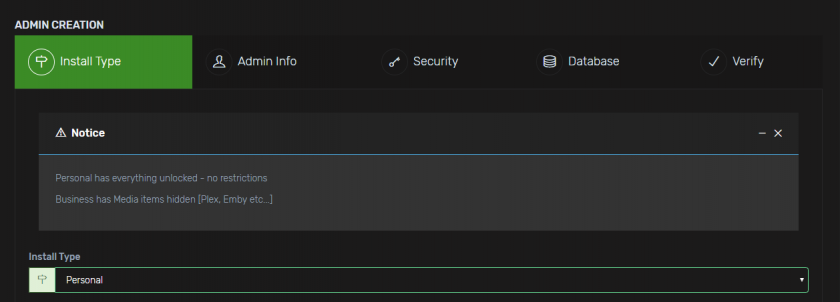 ADMIN CREATION
Install Type Admin Info Security Database Verify
Notice
Personal has everything unlocked - no restrictions
Business has Media items hidden [Plex, Emby etc...]
Install Type
Personal